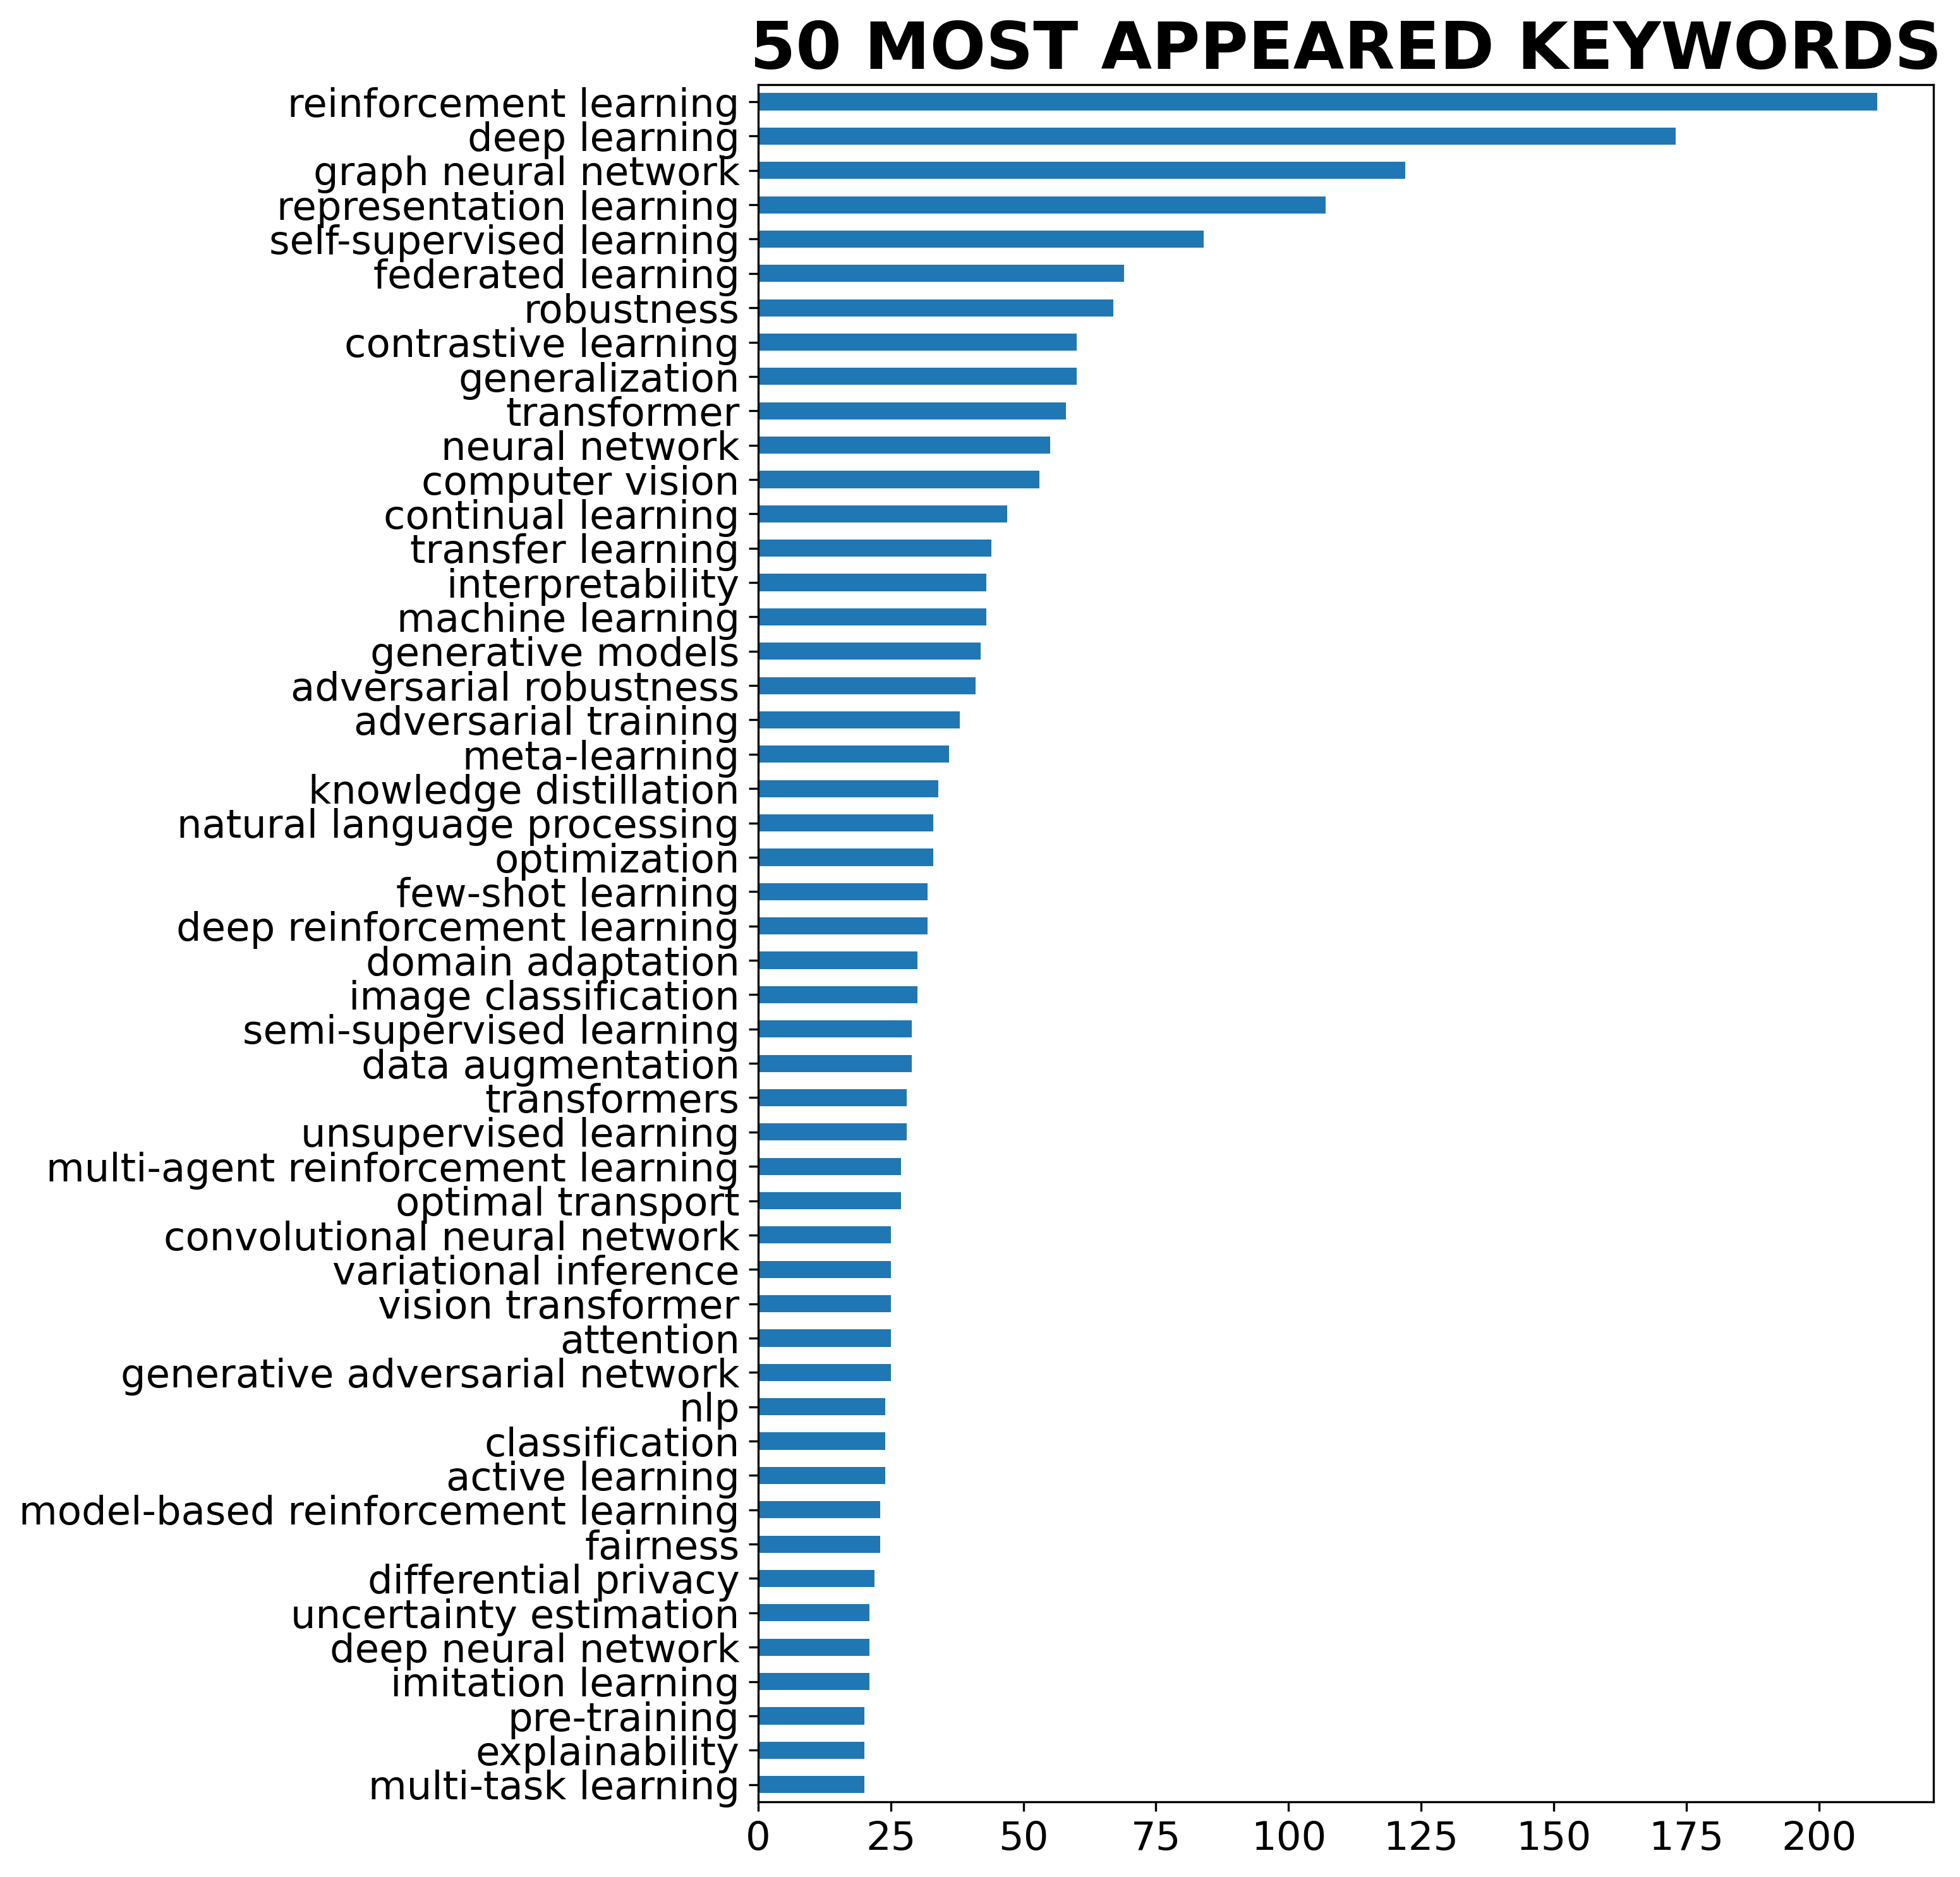 50 MOST APPEARED KEYWORDS
reinforcement learning
deep learning
graph neural network
representation learning
self-supervised learning
federated learning
robustness
contrastive learning
generalization
transformer
neural network
computer vision
continual learning
transfer learning
interpretability
machine learning
generative models
adversarial robustness
adversarial training
meta-learning
knowledge distillation
natural language processing
optimization
few-shot learning
deep reinforcement learning
domain adaptation
image classification
semi-supervised learning
data augmentation
transformers
unsupervised learning
multi-agent reinforcement learning
optimal transport
convolutional neural network
variational inference
vision transformer
attention
generative adversarial network
nlp
classification
active learning
model-based reinforcement learning
fairness
differential privacy
uncertainty estimation
deep neural network
imitation learning
pre-training
explainability
multi-task learning
0 25 50 75 100 125 150 175 200